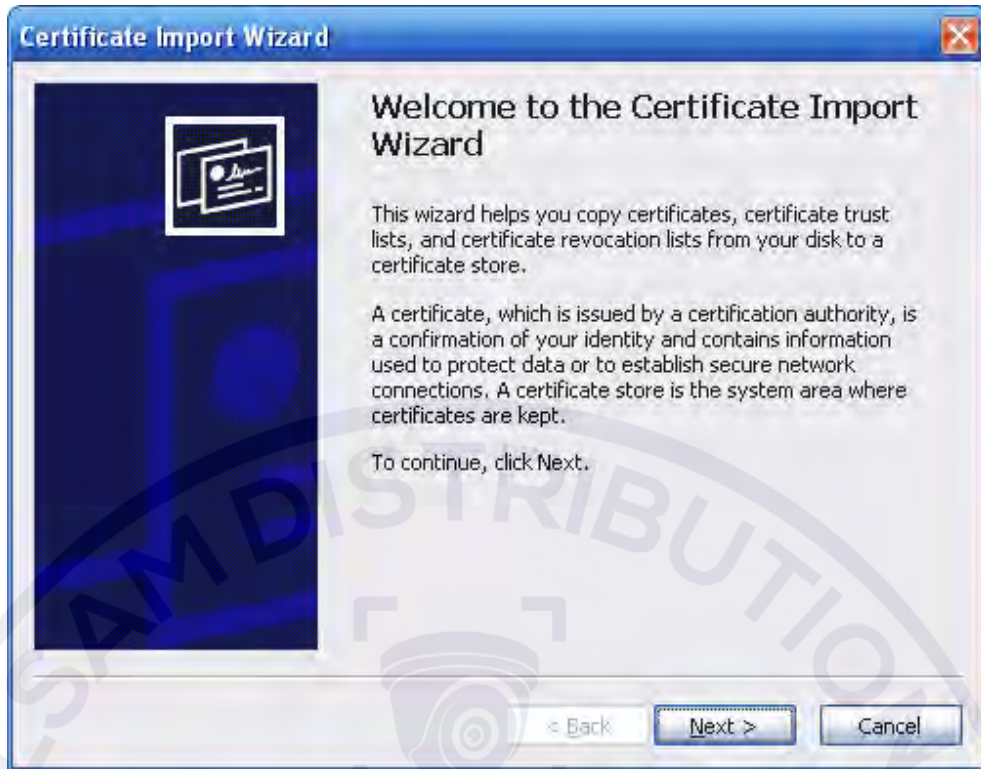 Certificate Import Wizard
Welcome to the Certificate Import
Wizard
This wizard helps you copy certificates, certificate trust
lists, and certificate revocation lists from your disk to a
certificate store.
A certificate, which is issued by a certification authority, is
a confirmation of your identity and contains information
used to protect data or to establish secure network
connections. A certificate store is the system area where
certificates are kept.
To continue, click Next.
SAM DISTRIBUTION
< Back
Next >
Cancel